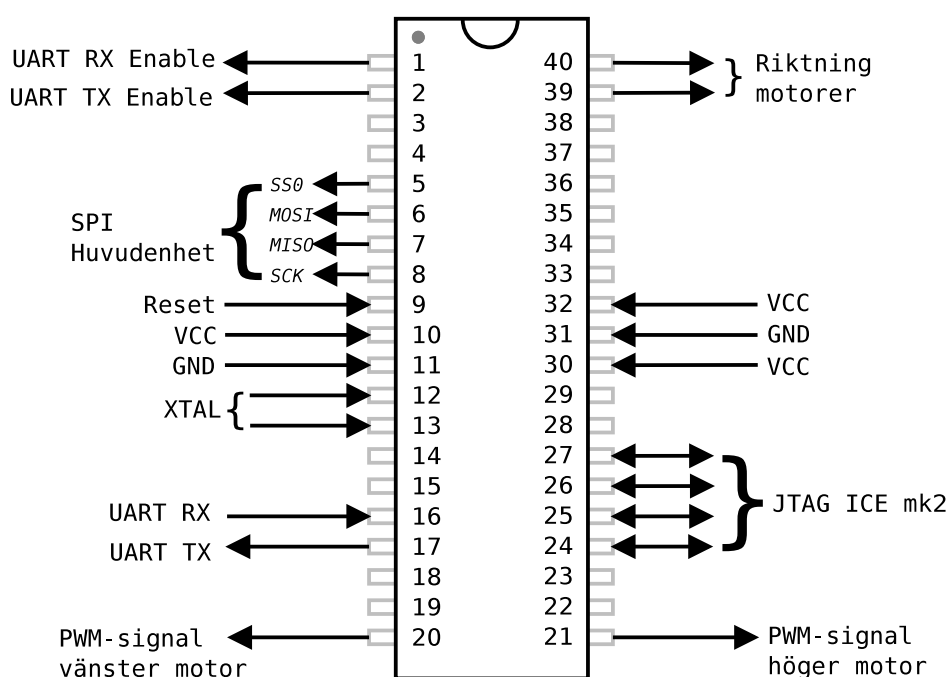 UART RX Enable
UART TX Enable
SPI
Huvudenhet
SS0
MOSI
MISO
SCK
Reset
VCC
GND
XTAL
UART RX
UART TX
PWM-signal
vänster motor
1
2
3
4
5
6
7
8
9
10
11
12
13
14
15
16
17
18
19
20
40
39
38
37
36
35
34
33
32
31
30
29
28
27
26
25
24
23
22
21
Riktning
motorer
VCC
GND
VCC
JTAG ICE mk2
PWM-signal
höger motor